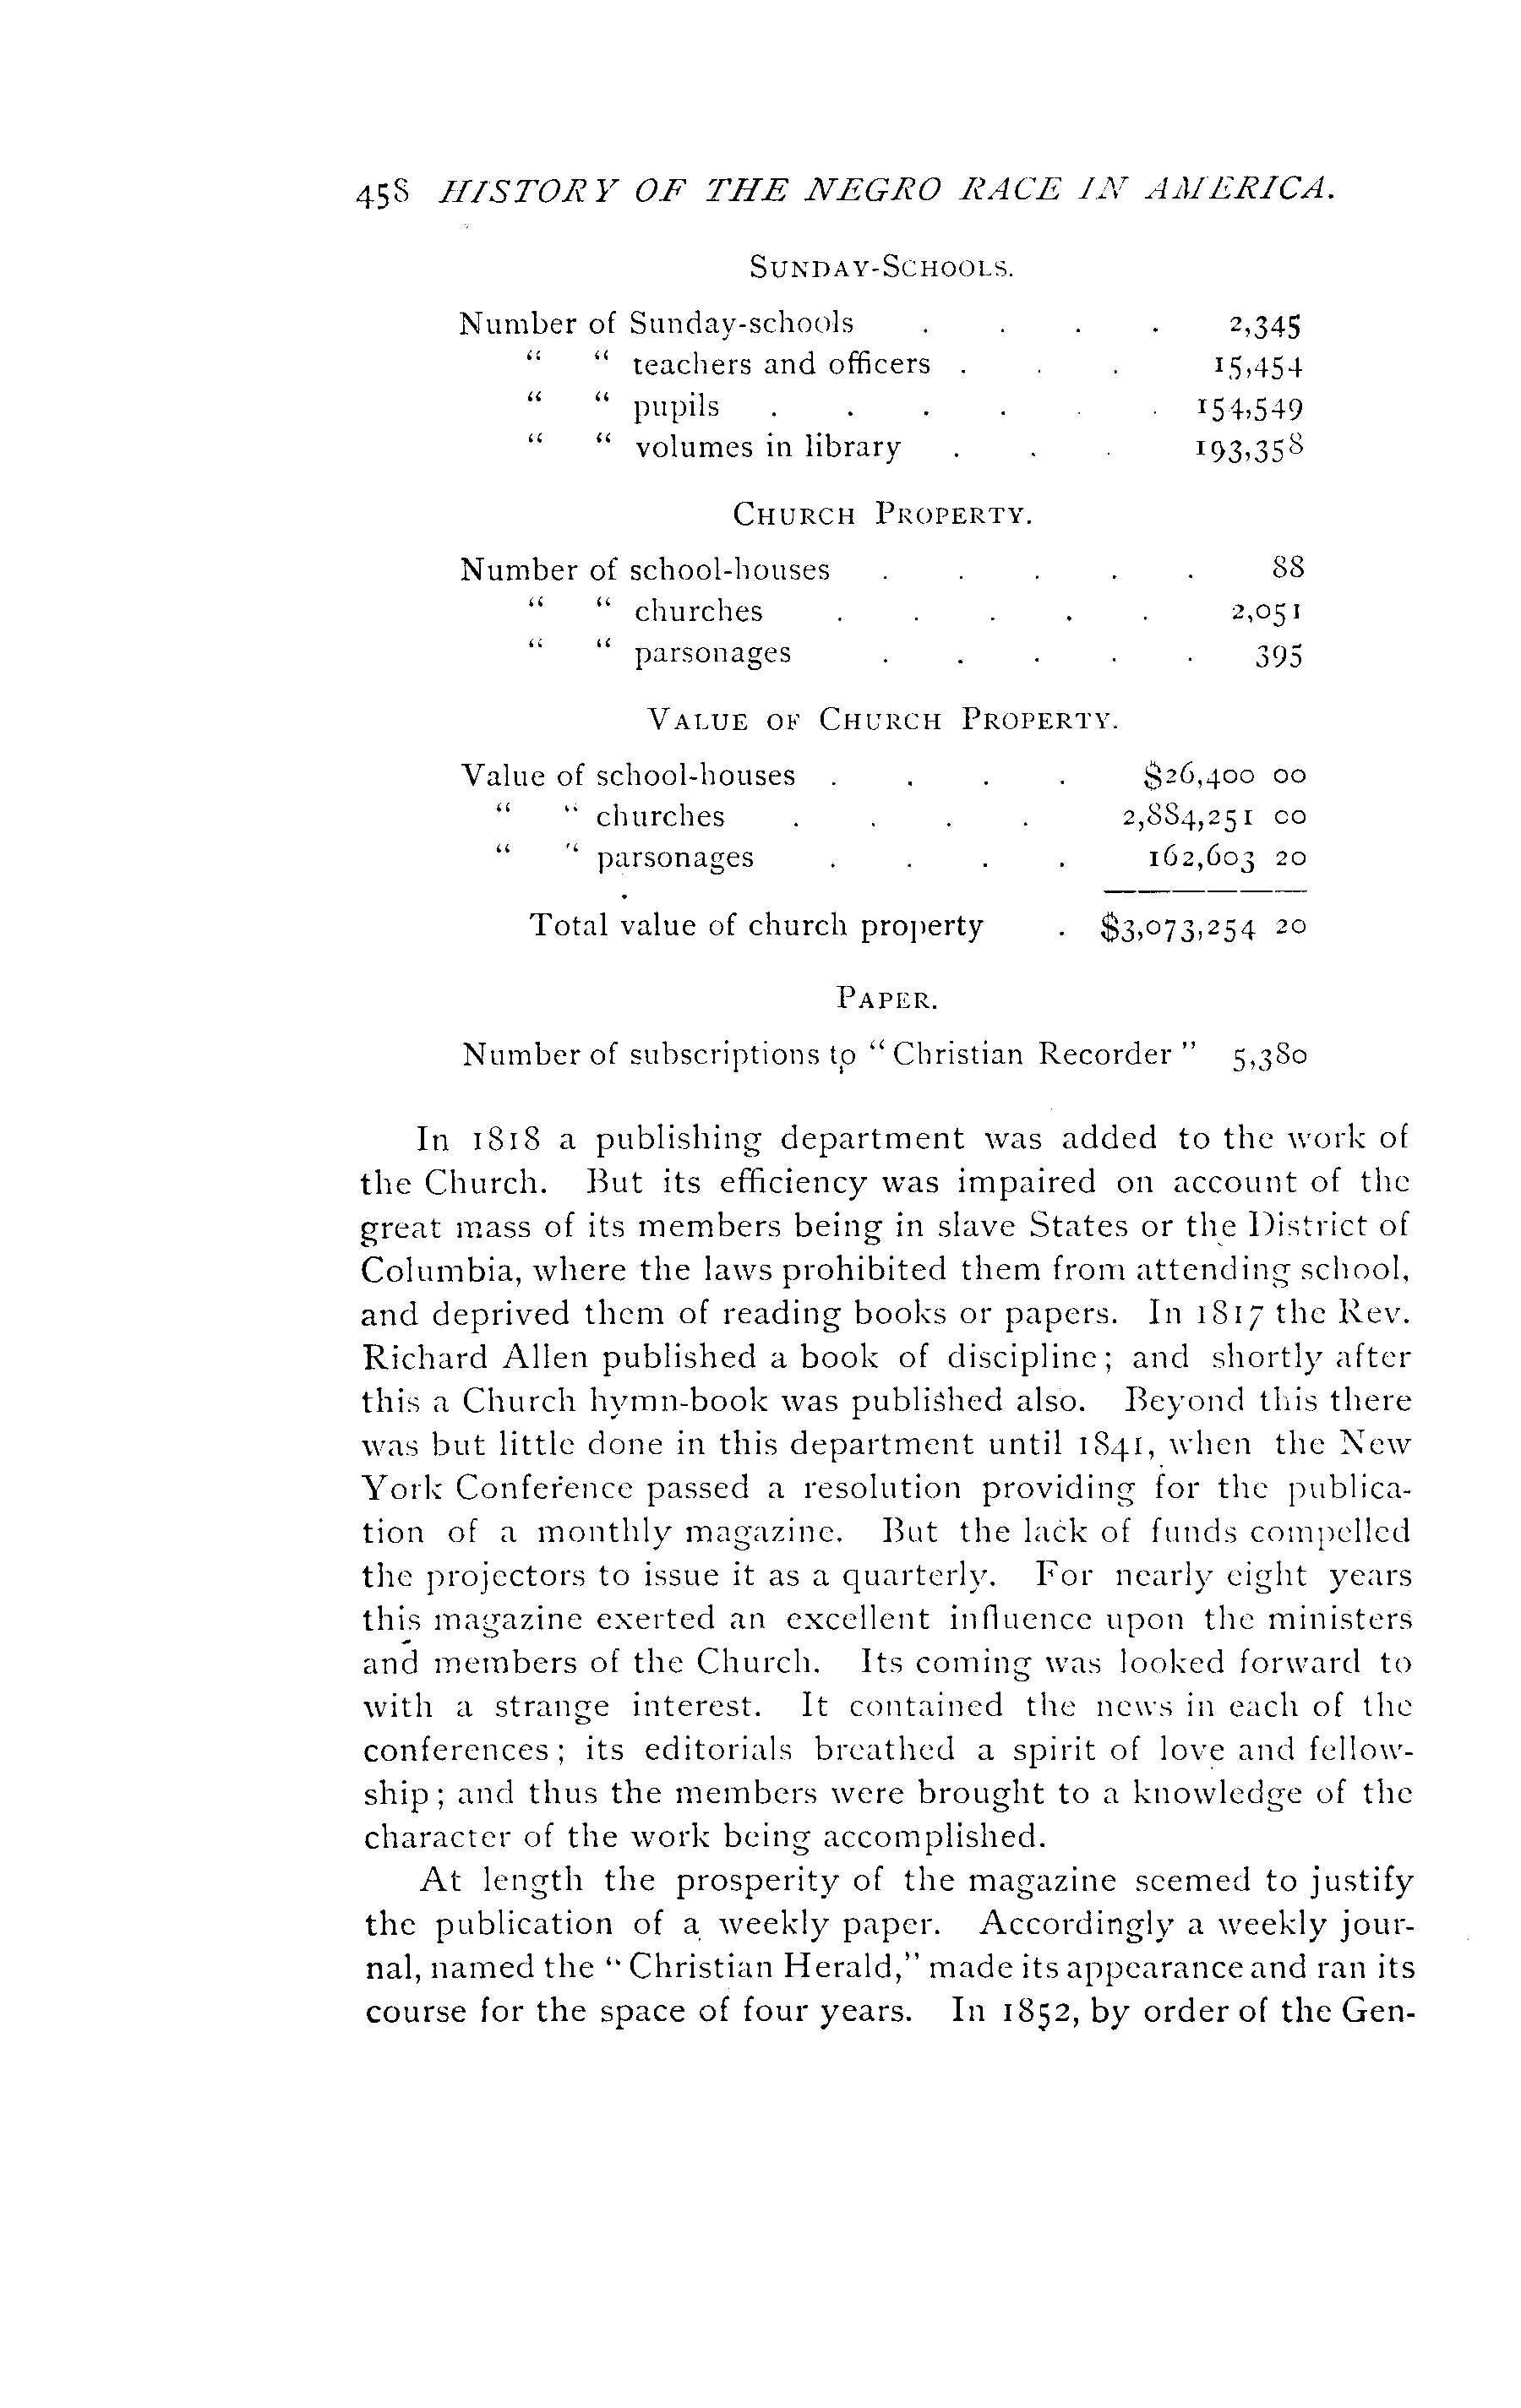 458 HISTORY OF THE NEGRO RACE IN AMERICA.
SUNDAY-SCHOOLS.
Number of Sunday-schools . . . . 2,345
“ “ teachers and officers . . . 15,454
“ “ pupils . . . . . . 154,549
“ “ volumes in library . . . 193,358
CHURCH PROPERTY.
Number of school-houses . . . . . 88
“ “ churches . . . . . 2,051
“ “ parsonages . . . . . 395
VALUE OF CHURCH PROPERTY.
Value of school-houses . . . . $26,400 00
“ “ churches . . . . 2,884,251 00
“ “ parsonages . . . . 162,603 20
Total value of church property . $3,073,254 20
PAPER.
Number of subscriptions to “Christian Recorder” 5,380
In 1818 a publishing department was added to the work of
the Church. But its efficiency was impaired on account of the
great mass of its members being in slave States or the District of
Columbia, where the laws prohibited them from attending school,
and deprived them of reading books or papers. In 1817 the Rev.
Richard Allen published a book of discipline; and shortly after
this a Church hymn-book was published also. Beyond this there
was but little done in this department until 1841, when the New
York Conference passed a resolution providing for the publica-
tion of a monthly magazine. But the lack of funds compelled
the projectors to issue it as a quarterly. For nearly eight years
this magazine exerted an excellent influence upon the ministers
and members of the Church. Its coming was looked forward to
with a strange interest. It contained the news in each of the
conferences; its editorials breathed a spirit of love and fellow-
ship; and thus the members were brought to a knowledge of the
character of the work being accomplished.
At length the prosperity of the magazine seemed to justify
the publication of a weekly paper. Accordingly a weekly jour-
nal, named the “Christian Herald,” made its appearance and ran its
course for the space of four years. In 1852, by order of the Gen-